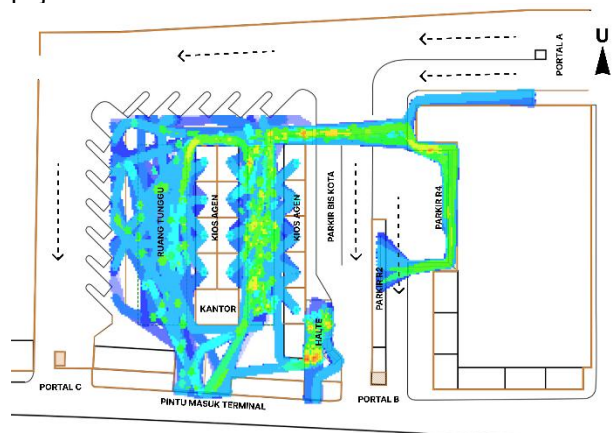 U
PORTAL A
RUANG TUNGGU
KIOS AGEN
KIOS AGEN
PARKIR BIS KOTA
PARKIR R4
PARKIR R2
KANTOR
HALTE
PORTAL C
PINTU MASUK TERMINAL
PORTAL B